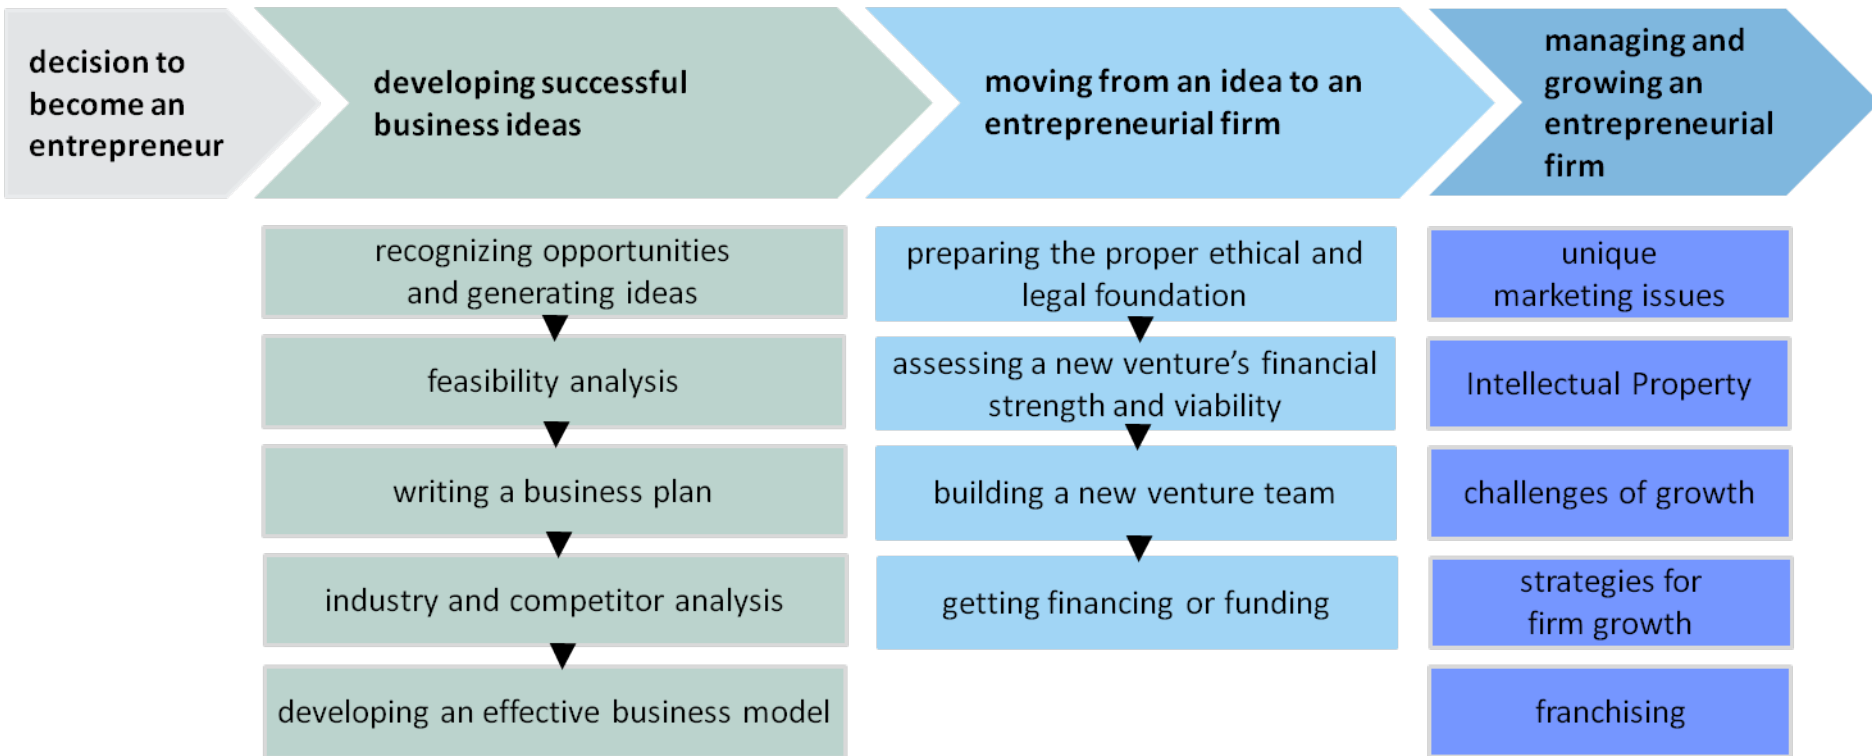 decision to
become an
entrepreneur
developing successful
business ideas
moving from an idea to an
entrepreneurial firm
managing and
growing an
entrepreneurial
firm
recognizing opportunities
and generating ideas
feasibility analysis
writing a business plan
industry and competitor analysis
developing an effective business model
preparing the proper ethical and
legal foundation
assessing a new venture’s financial
strength and viability
building a new venture team
getting financing or funding
unique
marketing issues
Intellectual Property
challenges of growth
strategies for
firm growth
franchising